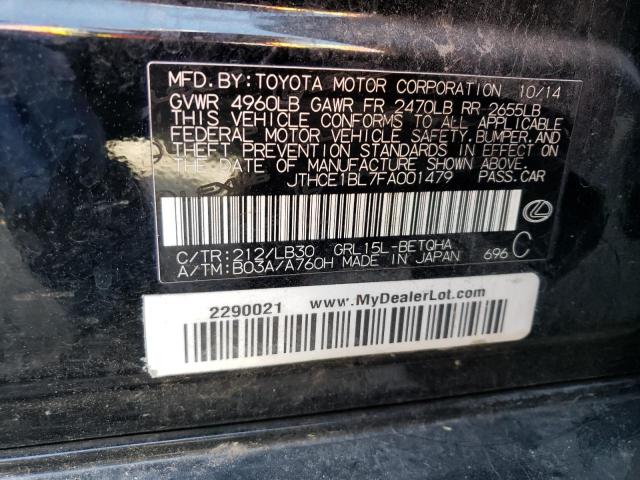 MFD. BY: TOYOTA MOTOR CORPORATION 10/14
GVWR 4960LB GAWR FR 2470LB RR 2655LB
THIS VEHICLE CONFORMS TO ALL APPLICABLE
FEDERAL MOTOR VEHICLE SAFETY, BUMPER, AND
THEFT PREVENTION STANDARDS IN EFFECT ON
THE DATE OF MANUFACTURE SHOWN ABOVE.
JTHCE1BL7FA001479 PASS. CAR
C/TR: 212/LB30 GRL15L-BETQHA
A/TM: B03A/A760H MADE IN JAPAN 696 C
2290021 www.MyDealerLot.com